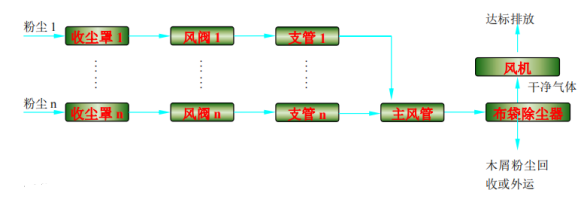 达标排放
粉尘 1
收尘罩 1
风阀 1
支管 1
风机
干净气体
粉尘 n
收尘罩 n
风阀 n
支管 n
主风管
布袋除尘器
木屑粉尘回
收或外运